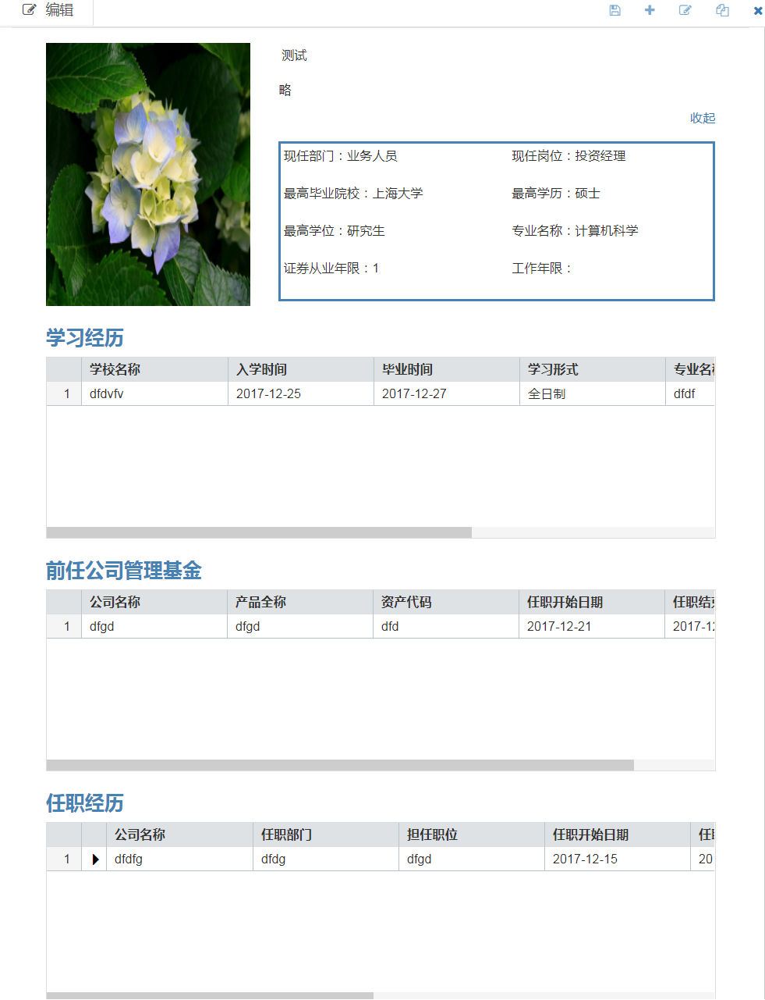 编辑
测试
略
收起
现任部门：业务人员 现任岗位：投资经理
最高毕业院校：上海大学 最高学历：硕士
最高学位：研究生 专业名称：计算机科学
证券从业年限：1 工作年限：
学习经历
学校名称 入学时间 毕业时间 学习形式 专业名
1 dfdvfv 2017-12-25 2017-12-27 全日制 dfdf
前任公司管理基金
公司名称 产品全称 资产代码 任职开始日期 任职结
1 dfgd dfgd dfd 2017-12-21 2017-12
任职经历
公司名称 任职部门 担任职位 任职开始日期 任
1 dfdfg dfdg dfgd 2017-12-15 20